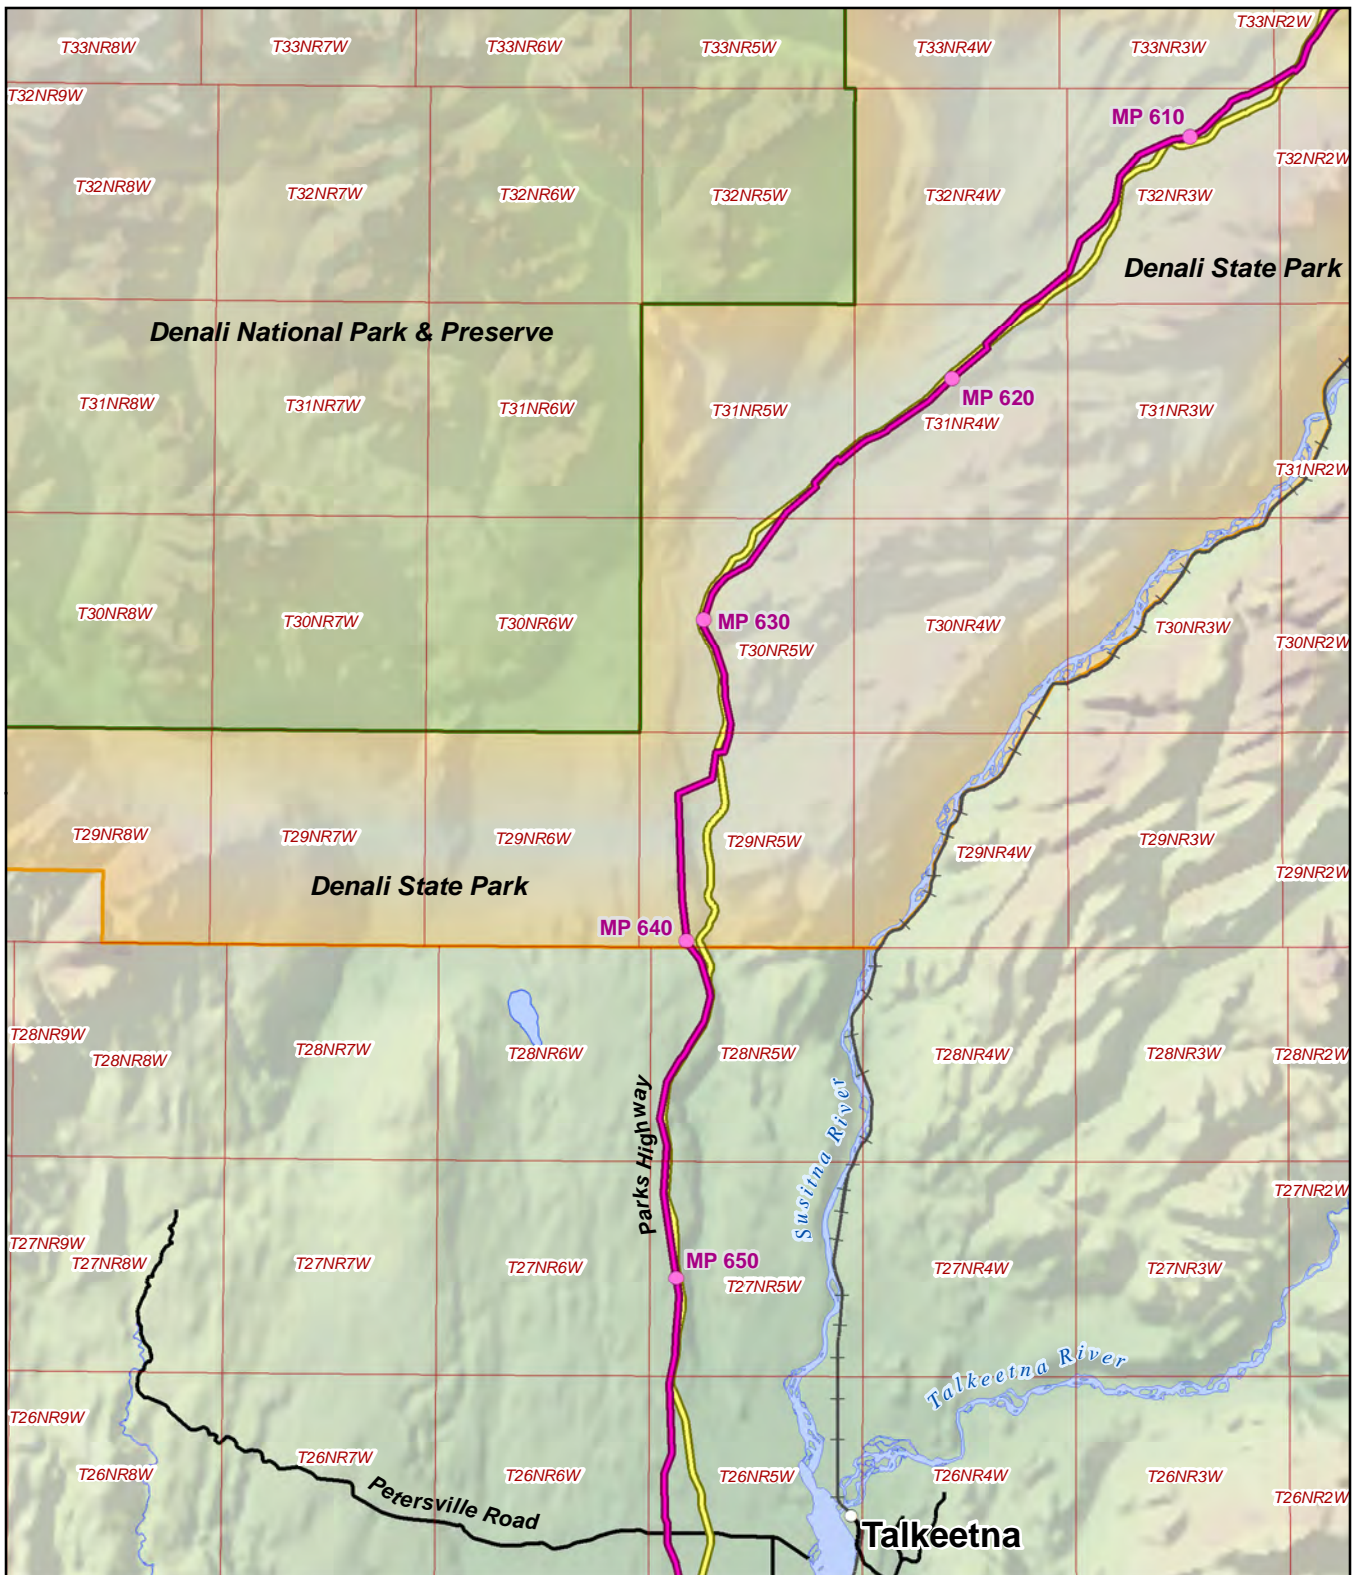 T33NR8W
T33NR7W
T33NR6W
T33NR5W
T33NR4W
T33NR3W
T33NR2W
T32NR9W
MP 610
T32NR8W
T32NR7W
T32NR6W
T32NR5W
T32NR4W
T32NR3W
T32NR2W
Denali State Park
Denali National Park & Preserve
MP 620
T31NR8W
T31NR7W
T31NR6W
T31NR5W
T31NR4W
T31NR3W
T31NR2W
T30NR8W
T30NR7W
T30NR6W
MP 630
T30NR5W
T30NR4W
T30NR3W
T30NR2W
T29NR8W
T29NR7W
T29NR6W
T29NR5W
T29NR4W
T29NR3W
T29NR2W
Denali State Park
MP 640
T28NR9W
T28NR8W
T28NR7W
T28NR6W
T28NR5W
T28NR4W
T28NR3W
T28NR2W
Parks Highway
Susitna River
T27NR9W
T27NR8W
T27NR7W
T27NR6W
MP 650
T27NR5W
T27NR4W
T27NR3W
T27NR2W
Talkeetna River
T26NR9W
T26NR8W
T26NR7W
T26NR6W
T26NR5W
T26NR4W
T26NR3W
T26NR2W
Petersville Road
Talkeetna